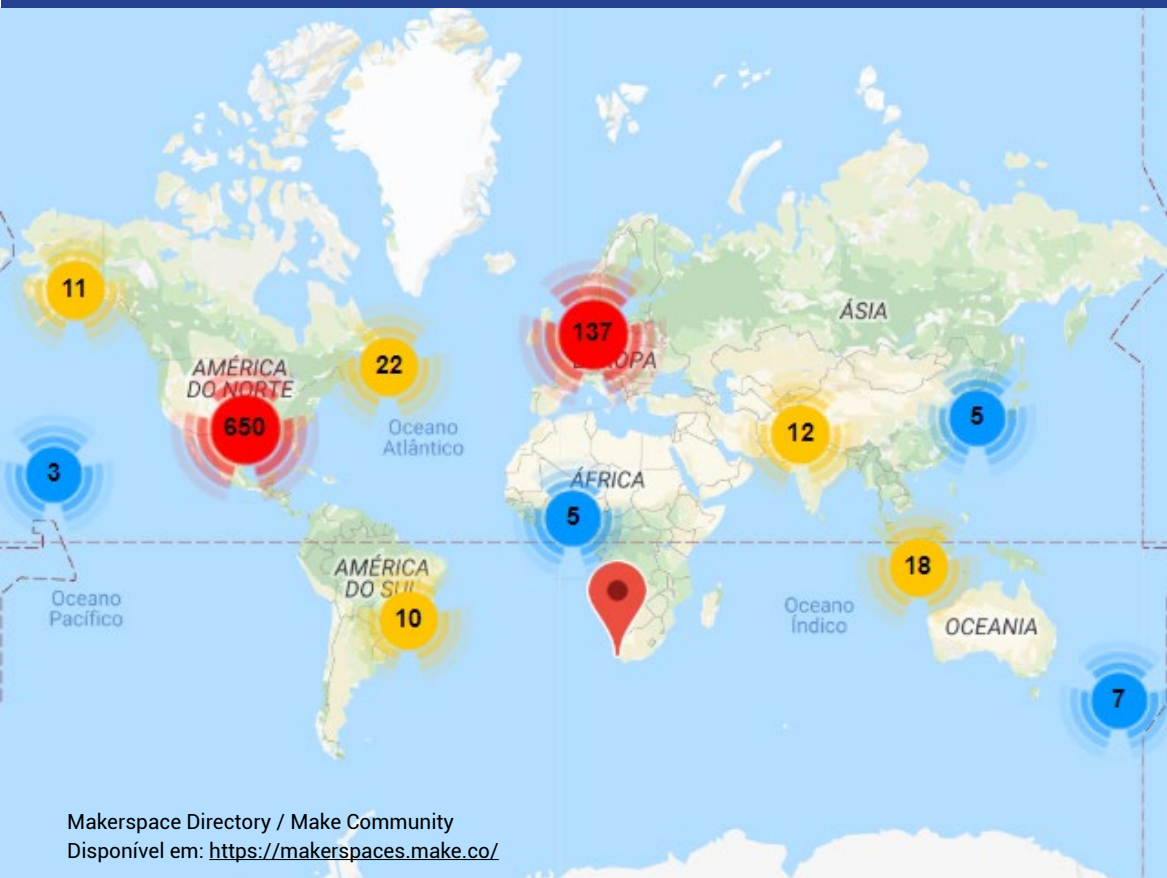 11
137
ÁSIA
EUROPA
22
AMÉRICA
DO NORTE
650
Oceano
Atlântico
5
12
3
ÁFRICA
5
AMÉRICA
DO SUL
18
Oceano
Pacífico
10
Oceano
Índico
OCEANIA
7
Makerspace Directory / Make Community
Disponível em: https://makerspaces.make.co/